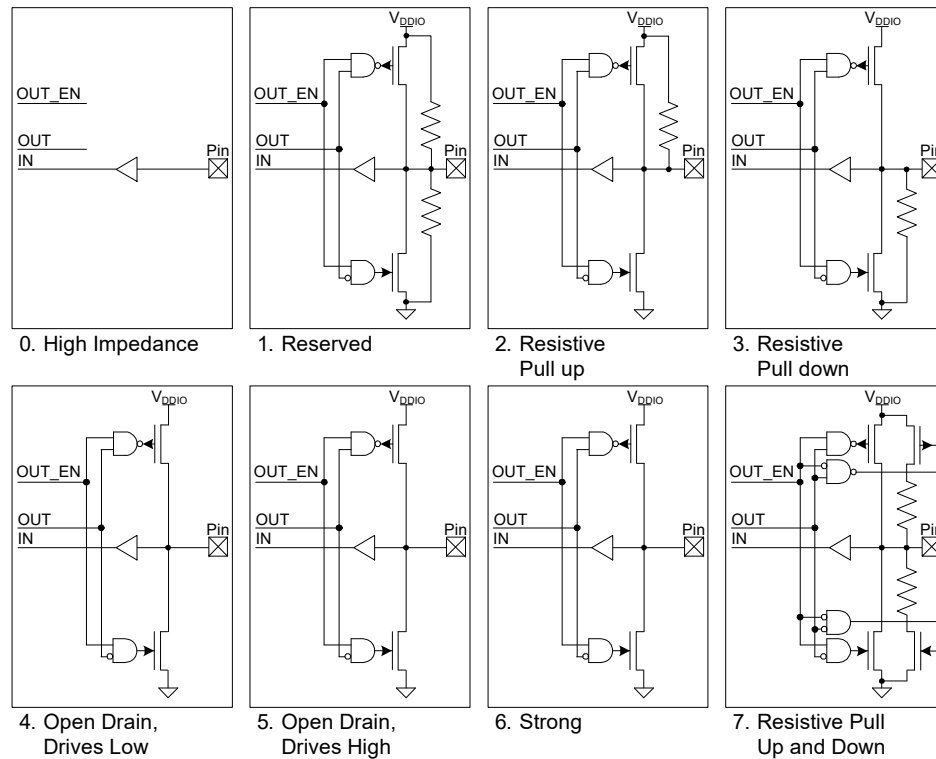 VDDIO
OUT_EN
OUT
IN
Pin
0. High Impedance
VDDIO
OUT_EN
OUT
IN
Pin
1. Reserved
VDDIO
OUT_EN
OUT
IN
Pin
2. Resistive
Pull up
VDDIO
OUT_EN
OUT
IN
Pin
3. Resistive
Pull down
VDDIO
OUT_EN
OUT
IN
Pin
4. Open Drain,
Drives Low
VDDIO
OUT_EN
OUT
IN
Pin
5. Open Drain,
Drives High
VDDIO
OUT_EN
OUT
IN
Pin
6. Strong
VDDIO
OUT_EN
OUT
IN
Pin
7. Resistive Pull
Up and Down